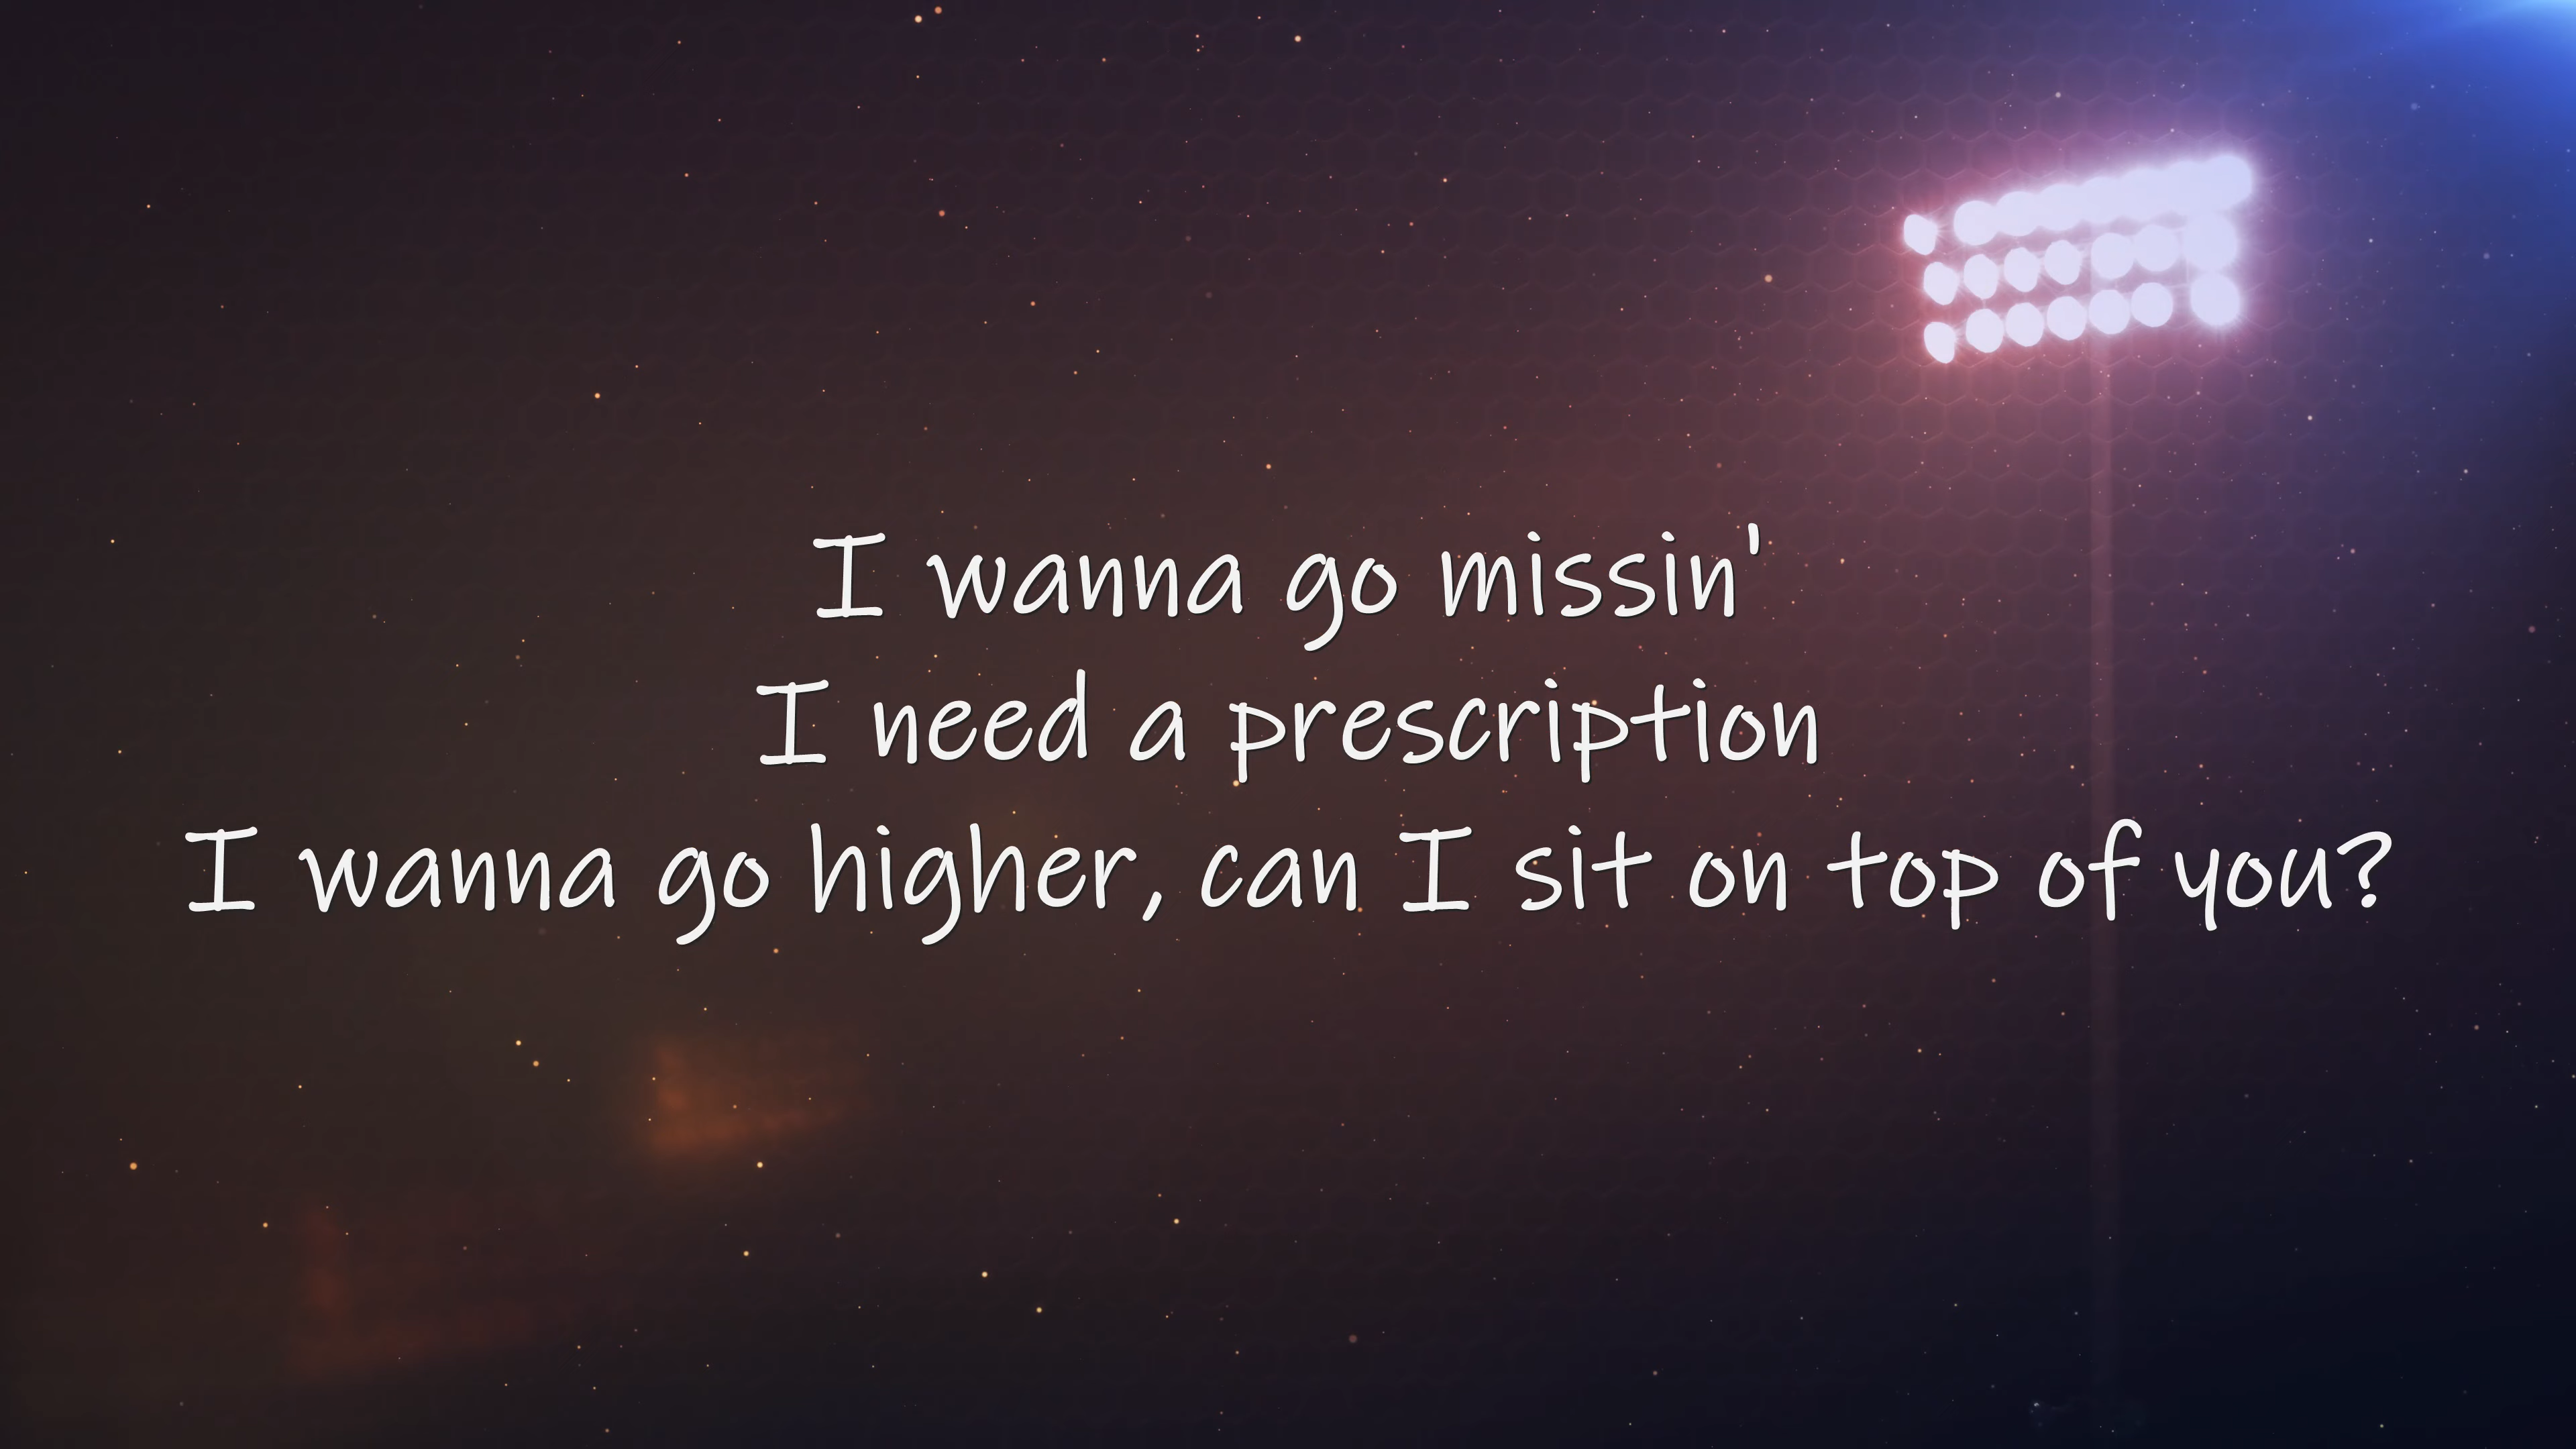 I wanna go missin'
I need a prescription
I wanna go higher, can I sit on top of you?